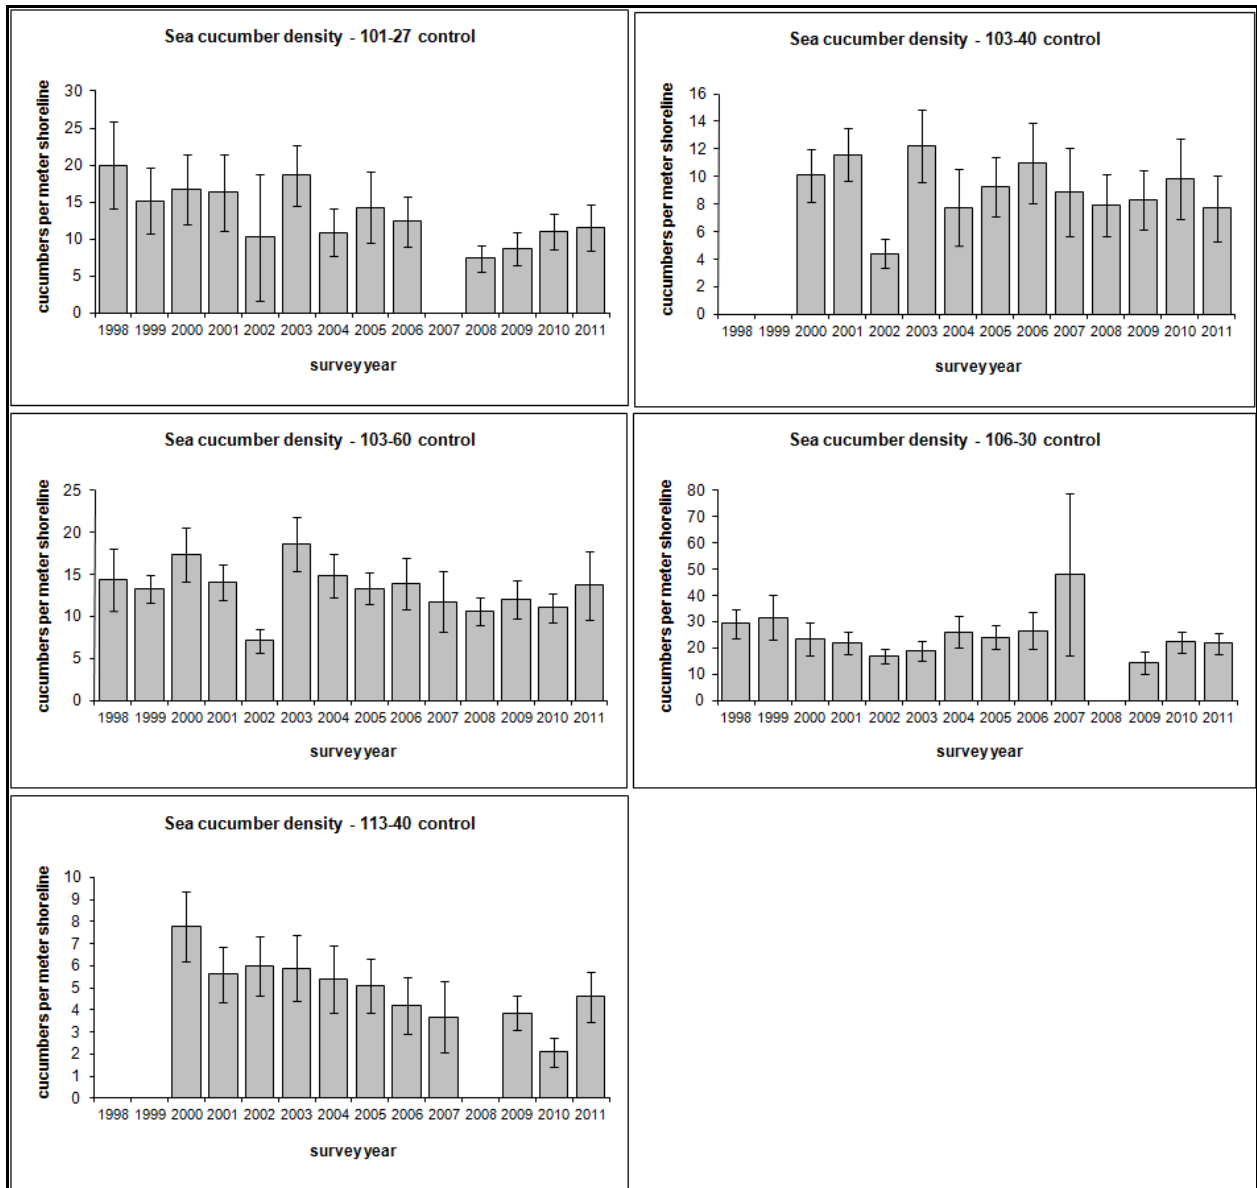 Sea cucumber density - 101-27 control
cucumbers per meter shoreline
30
25
20
15
10
5
0
1998 1999 2000 2001 2002 2003 2004 2005 2006 2007 2008 2009 2010 2011
survey year
Sea cucumber density - 103-40 control
cucumbers per meter shoreline
16
14
12
10
8
6
4
2
0
1998 1999 2000 2001 2002 2003 2004 2005 2006 2007 2008 2009 2010 2011
survey year
Sea cucumber density - 103-60 control
cucumbers per meter shoreline
25
20
15
10
5
0
1998 1999 2000 2001 2002 2003 2004 2005 2006 2007 2008 2009 2010 2011
survey year
Sea cucumber density - 106-30 control
cucumbers per meter shoreline
80
70
60
50
40
30
20
10
0
1998 1999 2000 2001 2002 2003 2004 2005 2006 2007 2008 2009 2010 2011
survey year
Sea cucumber density - 113-40 control
cucumbers per meter shoreline
10
9
8
7
6
5
4
3
2
1
0
1998 1999 2000 2001 2002 2003 2004 2005 2006 2007 2008 2009 2010 2011
survey year